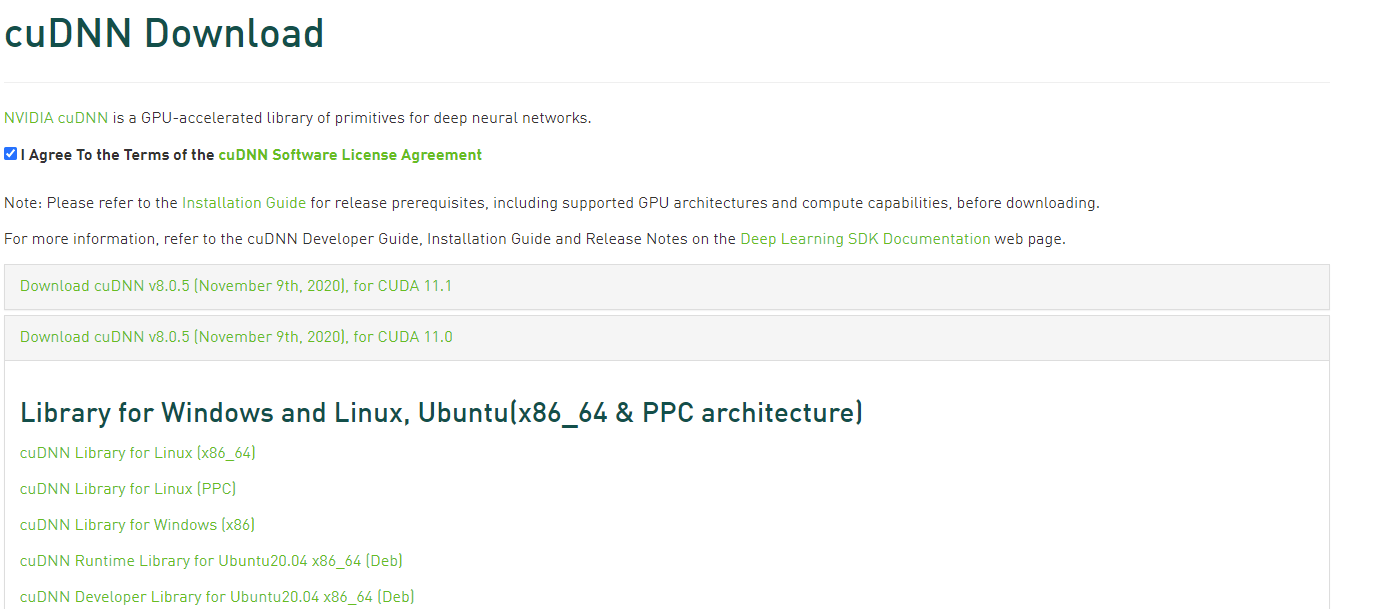 cuDNN Download
NVIDIA cuDNN is a GPU-accelerated library of primitives for deep neural networks.
I Agree To the Terms of the cuDNN Software License Agreement
Note: Please refer to the Installation Guide for release prerequisites, including supported GPU architectures and compute capabilities, before downloading.
For more information, refer to the cuDNN Developer Guide, Installation Guide and Release Notes on the Deep Learning SDK Documentation web page.
Download cuDNN v8.0.5 (November 9th, 2020), for CUDA 11.1
Download cuDNN v8.0.5 (November 9th, 2020), for CUDA 11.0
Library for Windows and Linux, Ubuntu(x86_64 & PPC architecture)
cuDNN Library for Linux (x86_64)
cuDNN Library for Linux (PPC)
cuDNN Library for Windows (x86)
cuDNN Runtime Library for Ubuntu20.04 x86_64 (Deb)
cuDNN Developer Library for Ubuntu20.04 x86_64 (Deb)